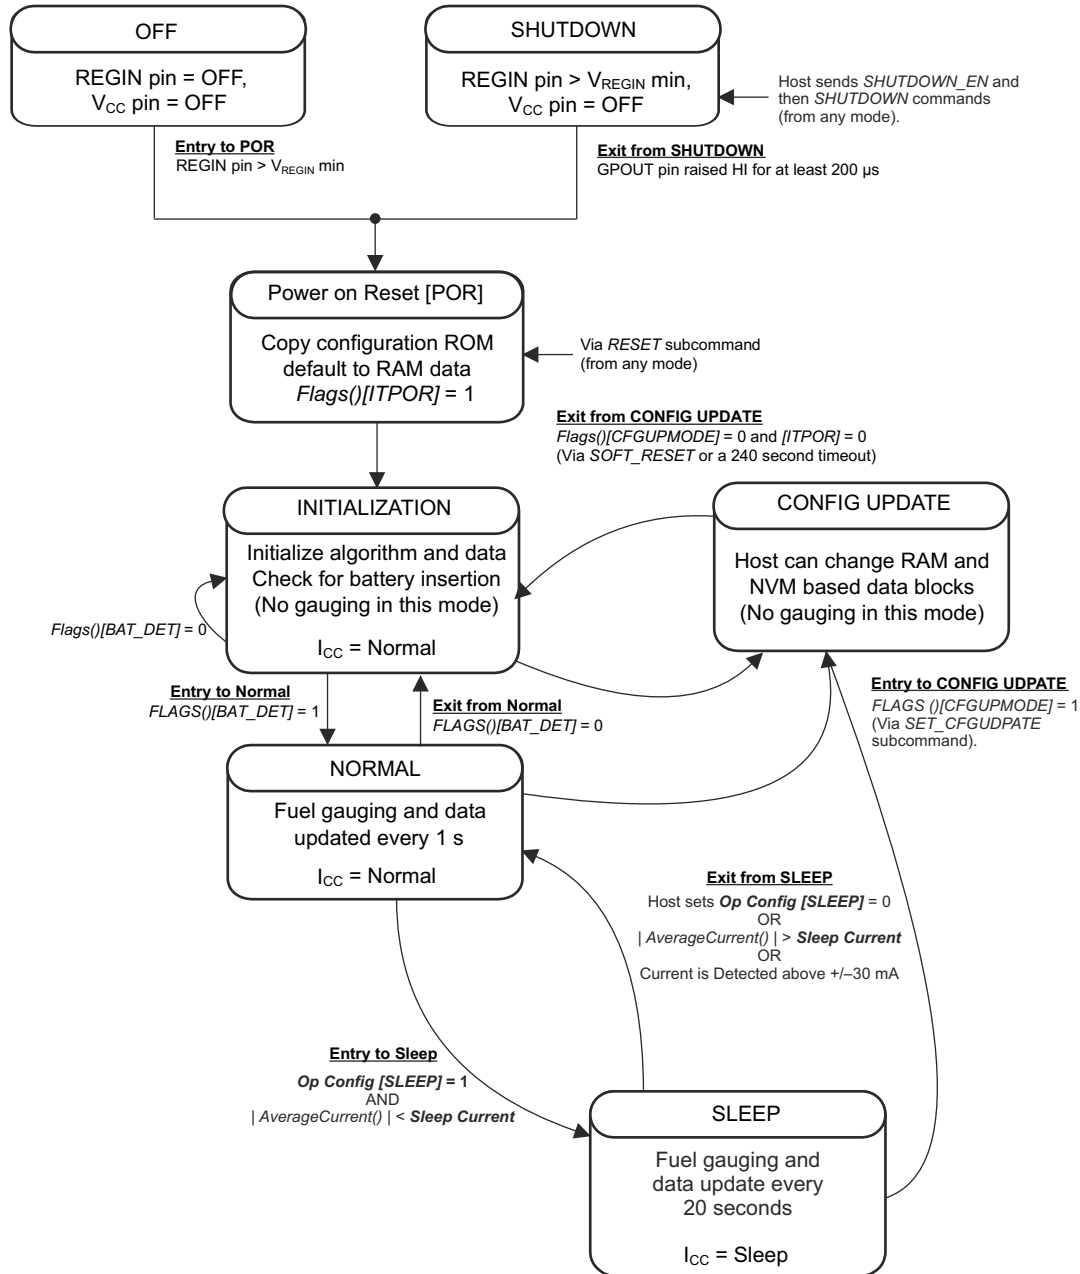 OFF
REGIN pin = OFF,
VCC pin = OFF
SHUTDOWN
REGIN pin > VREGIN min,
VCC pin = OFF
Host sends SHUTDOWN_EN and
then SHUTDOWN commands
(from any mode).
Entry to POR
REGIN pin > VREGIN min
Exit from SHUTDOWN
GPOUT pin raised HI for at least 200 µs
Power on Reset [POR]
Copy configuration ROM
default to RAM data
Flags()[ITPOR] = 1
Via RESET subcommand
(from any mode)
Exit from CONFIG UPDATE
Flags()[CFGUPMODE] = 0 and [ITPOR] = 0
(Via SOFT_RESET or a 240 second timeout)
INITIALIZATION
Initialize algorithm and data
Check for battery insertion
(No gauging in this mode)
ICC = Normal
CONFIG UPDATE
Host can change RAM and
NVM based data blocks
(No gauging in this mode)
Flags()[BAT_DET] = 0
Entry to Normal
FLAGS()[BAT_DET] = 1
Exit from Normal
FLAGS()[BAT_DET] = 0
Entry to CONFIG UDPATE
FLAGS ()[CFGUPMODE] = 1
(Via SET_CFGUDPATE
subcommand).
NORMAL
Fuel gauging and data
updated every 1 s
ICC = Normal
Exit from SLEEP
Host sets Op Config [SLEEP] = 0
OR
| AverageCurrent() | > Sleep Current
OR
Current is Detected above +/–30 mA
Entry to Sleep
Op Config [SLEEP] = 1
AND
| AverageCurrent() | < Sleep Current
SLEEP
Fuel gauging and
data update every
20 seconds
ICC = Sleep